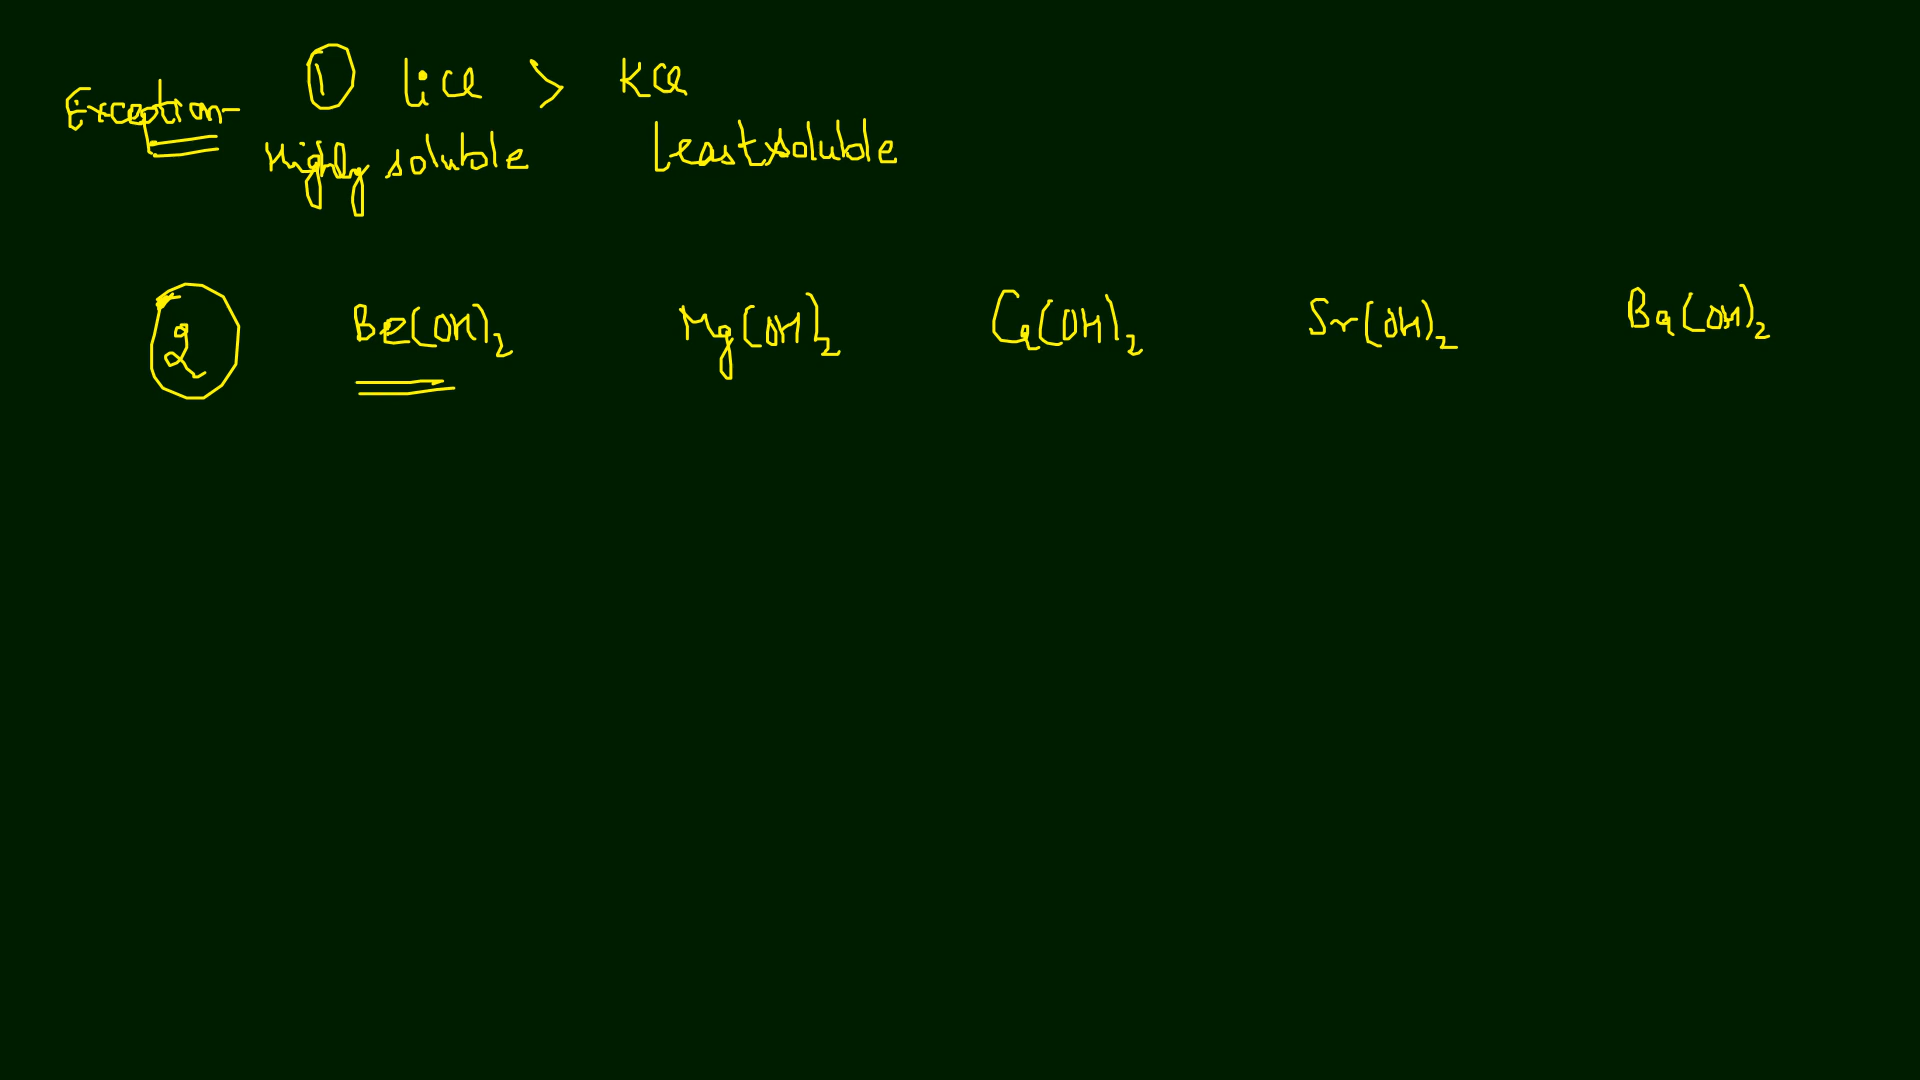 Exception- ① LiCl > KCl
Highly soluble Least soluble
Q Be(OH)₂ Mg(OH)₂ Ca(OH)₂ Sr(OH)₂ Ba(OH)₂